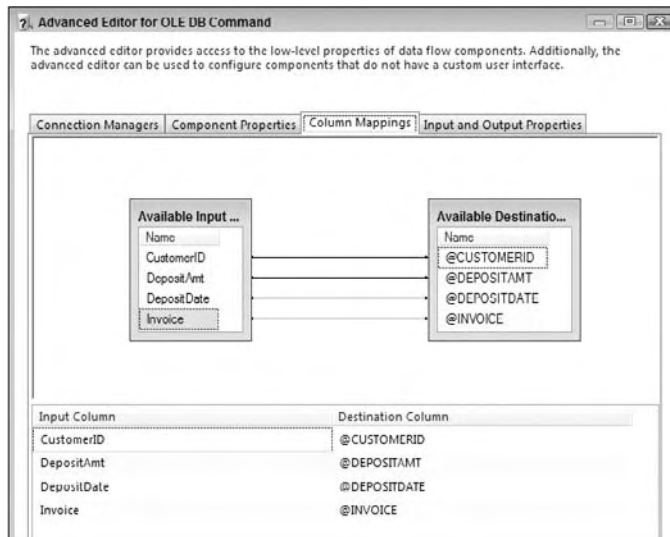 Advanced Editor for OLE DB Command
The advanced editor provides access to the low-level properties of data flow components. Additionally, the
advanced editor can be used to configure components that do not have a custom user interface.
Connection Managers Component Properties Column Mappings Input and Output Properties
Available Input ...
Name
CustomerID
DepositAmt
DepositDate
Invoice
Available Destinatio...
Name
@CUSTOMERID
@DEPOSITAMT
@DEPOSITDATE
@INVOICE
Input Column Destination Column
CustomerID @CUSTOMERID
DepositAmt @DEPOSITAMT
DepositDate @DEPOSITDATE
Invoice @INVOICE